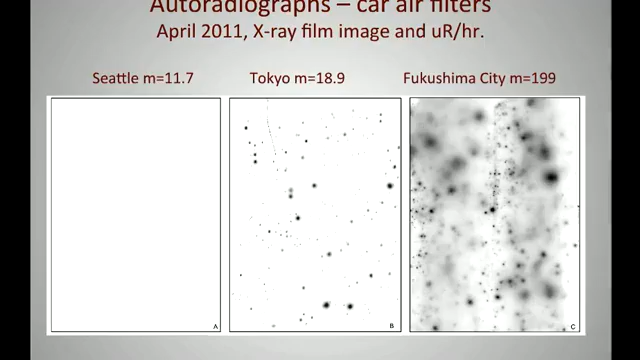 Autoradiographs – car air filters
April 2011, X-ray film image and uR/hr.
Seattle m=11.7 Tokyo m=18.9 Fukushima City m=199
A B C